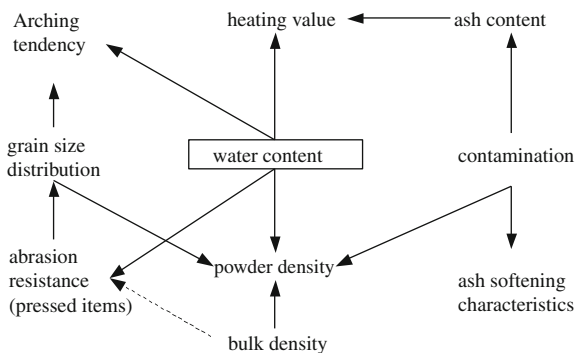 Arching
tendency
heating value
ash content
grain size
distribution
water content
contamination
abrasion
resistance
(pressed items)
powder density
ash softening
characteristics
bulk density